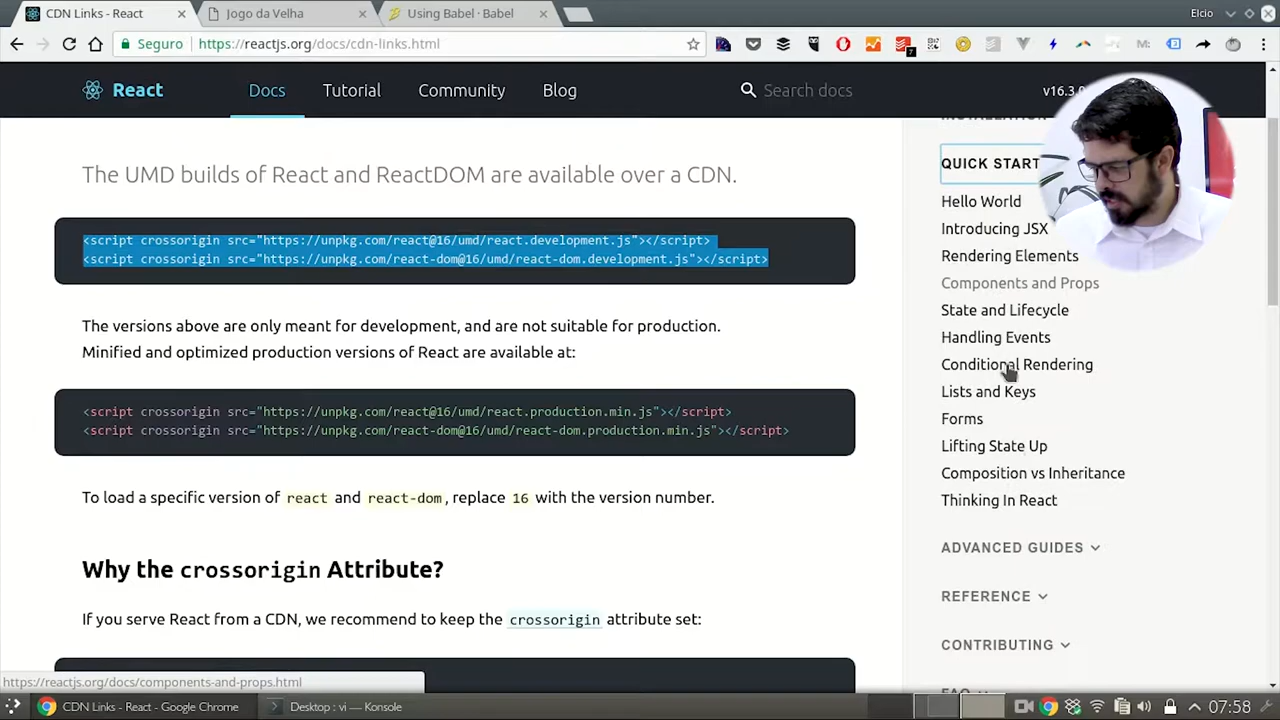 CDN Links - React
Jogo da Velha
Using Babel · Babel
Elcio
Seguro
https://reactjs.org/docs/cdn-links.html
7
React
Docs
Tutorial
Community
Blog
Search docs
v16.3.0
The UMD builds of React and ReactDOM are available over a CDN.
<script crossorigin src="https://unpkg.com/react@16/umd/react.development.js"></script>
<script crossorigin src="https://unpkg.com/react-dom@16/umd/react-dom.development.js"></script>
The versions above are only meant for development, and are not suitable for production.
Minified and optimized production versions of React are available at:
<script crossorigin src="https://unpkg.com/react@16/umd/react.production.min.js"></script>
<script crossorigin src="https://unpkg.com/react-dom@16/umd/react-dom.production.min.js"></script>
To load a specific version of react and react-dom, replace 16 with the version number.
Why the crossorigin Attribute?
If you serve React from a CDN, we recommend to keep the crossorigin attribute set:
INSTALLATION
QUICK START
Hello World
Introducing JSX
Rendering Elements
Components and Props
State and Lifecycle
Handling Events
Conditional Rendering
Lists and Keys
Forms
Lifting State Up
Composition vs Inheritance
Thinking In React
ADVANCED GUIDES
REFERENCE
CONTRIBUTING
FAQ
https://reactjs.org/docs/components-and-props.html
CDN Links - React - Google Chrome
Desktop : vi — Konsole
07:58